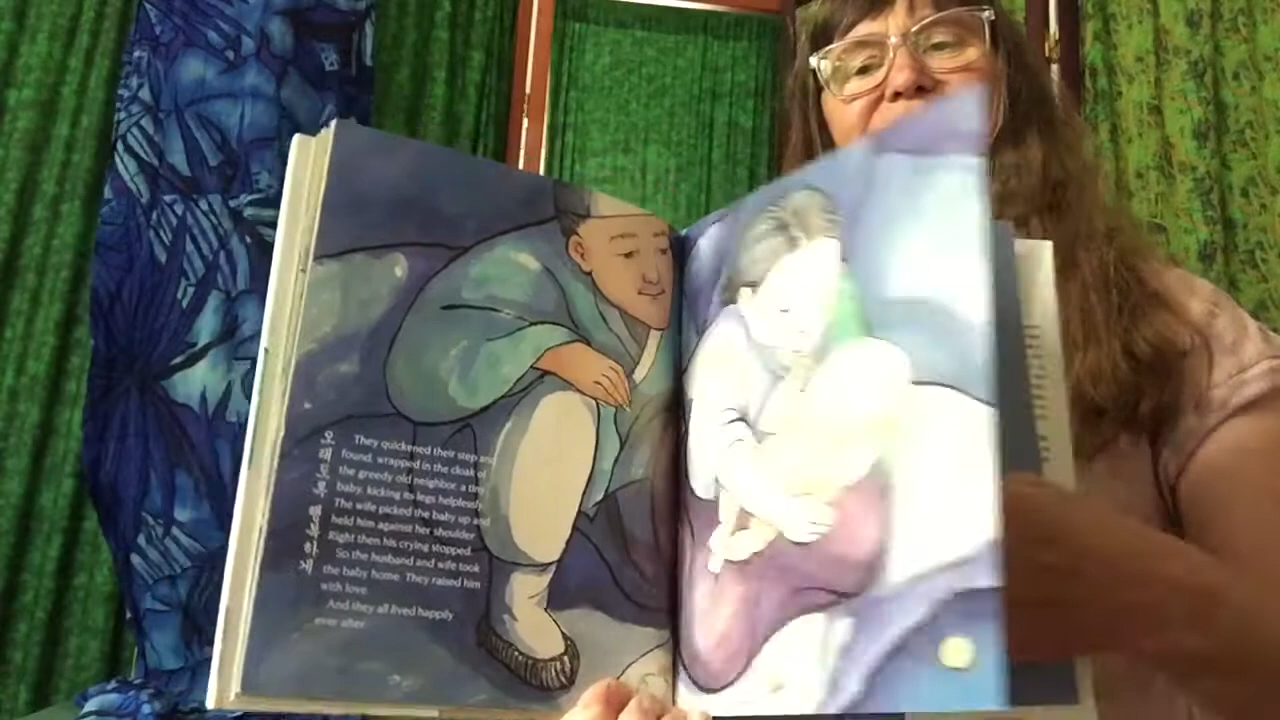 They quickened their step and
found, wrapped in the cloak of
the greedy old neighbor, a tiny
baby, kicking its legs helplessly.
The wife picked the baby up and
held him against her shoulder.
Right then his crying stopped.
So the husband and wife took
the baby home. They raised him
with love.
And they all lived happily
ever after.